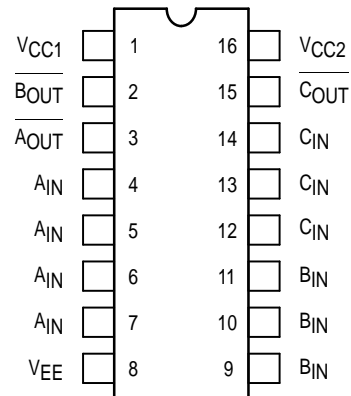 VCC1 1 16 VCC2
BOUT 2 15 COUT
AOUT 3 14 CIN
AIN 4 13 CIN
AIN 5 12 CIN
AIN 6 11 BIN
AIN 7 10 BIN
VEE 8 9 BIN